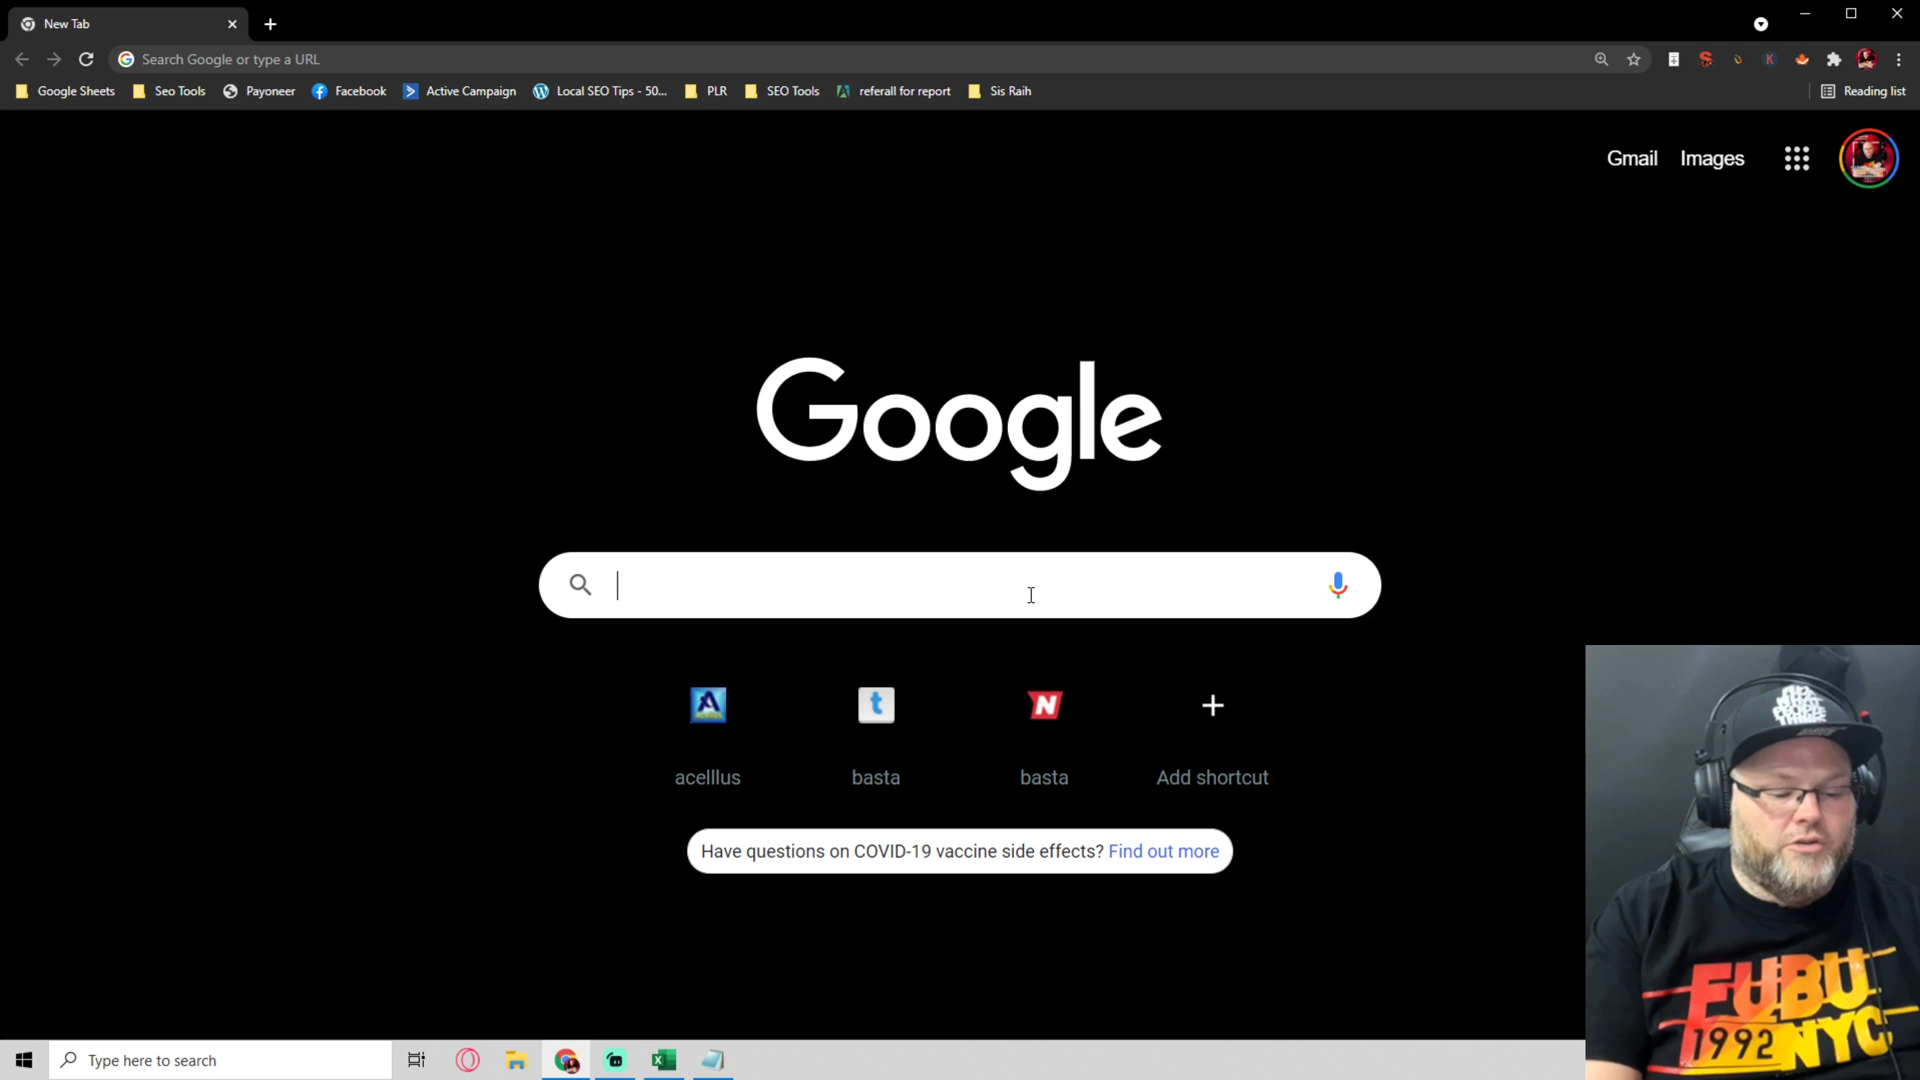 New Tab
Search Google or type a URL
Google Sheets
Seo Tools
Payoneer
Facebook
Active Campaign
Local SEO Tips - 50...
PLR
SEO Tools
referall for report
Sis Raih
Reading list
Gmail
Images
Google
acelllus
basta
basta
Add shortcut
Have questions on COVID-19 vaccine side effects? Find out more
WHAT
PEOPLE
FUBU
1992 NYC
Type here to search